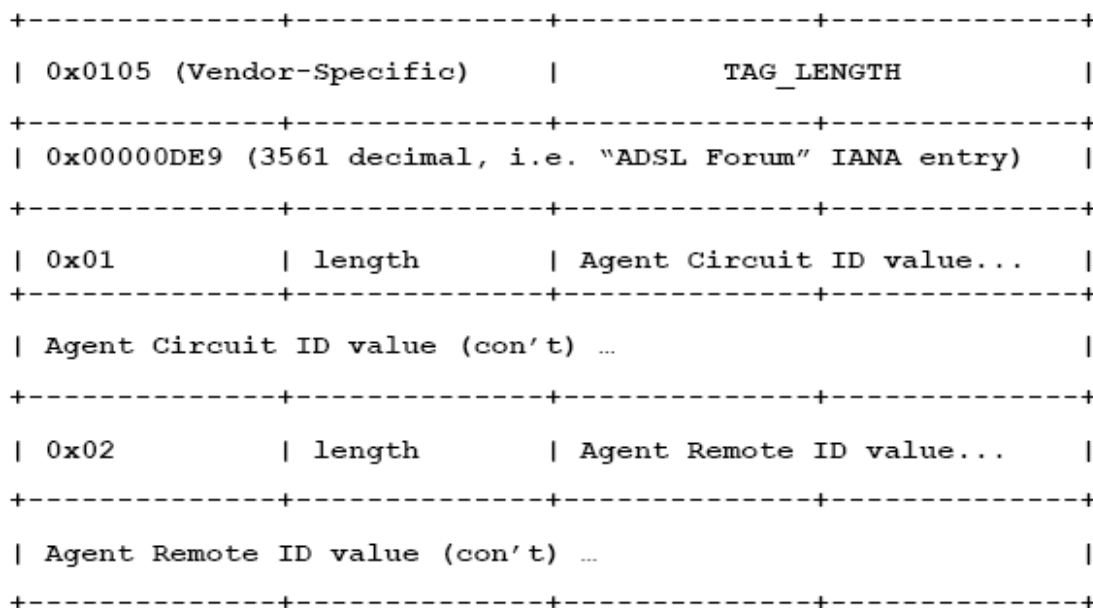 +--------------+--------------+--------------+--------------+
| 0x0105 (Vendor-Specific) | TAG_LENGTH |
+--------------+--------------+--------------+--------------+
| 0x00000DE9 (3561 decimal, i.e. “ADSL Forum” IANA entry) |
+--------------+--------------+--------------+--------------+
| 0x01 | length | Agent Circuit ID value... |
+--------------+--------------+--------------+--------------+
| Agent Circuit ID value (con’t) … |
+--------------+--------------+--------------+--------------+
| 0x02 | length | Agent Remote ID value... |
+--------------+--------------+--------------+--------------+
| Agent Remote ID value (con’t) … |
+--------------+--------------+--------------+--------------+